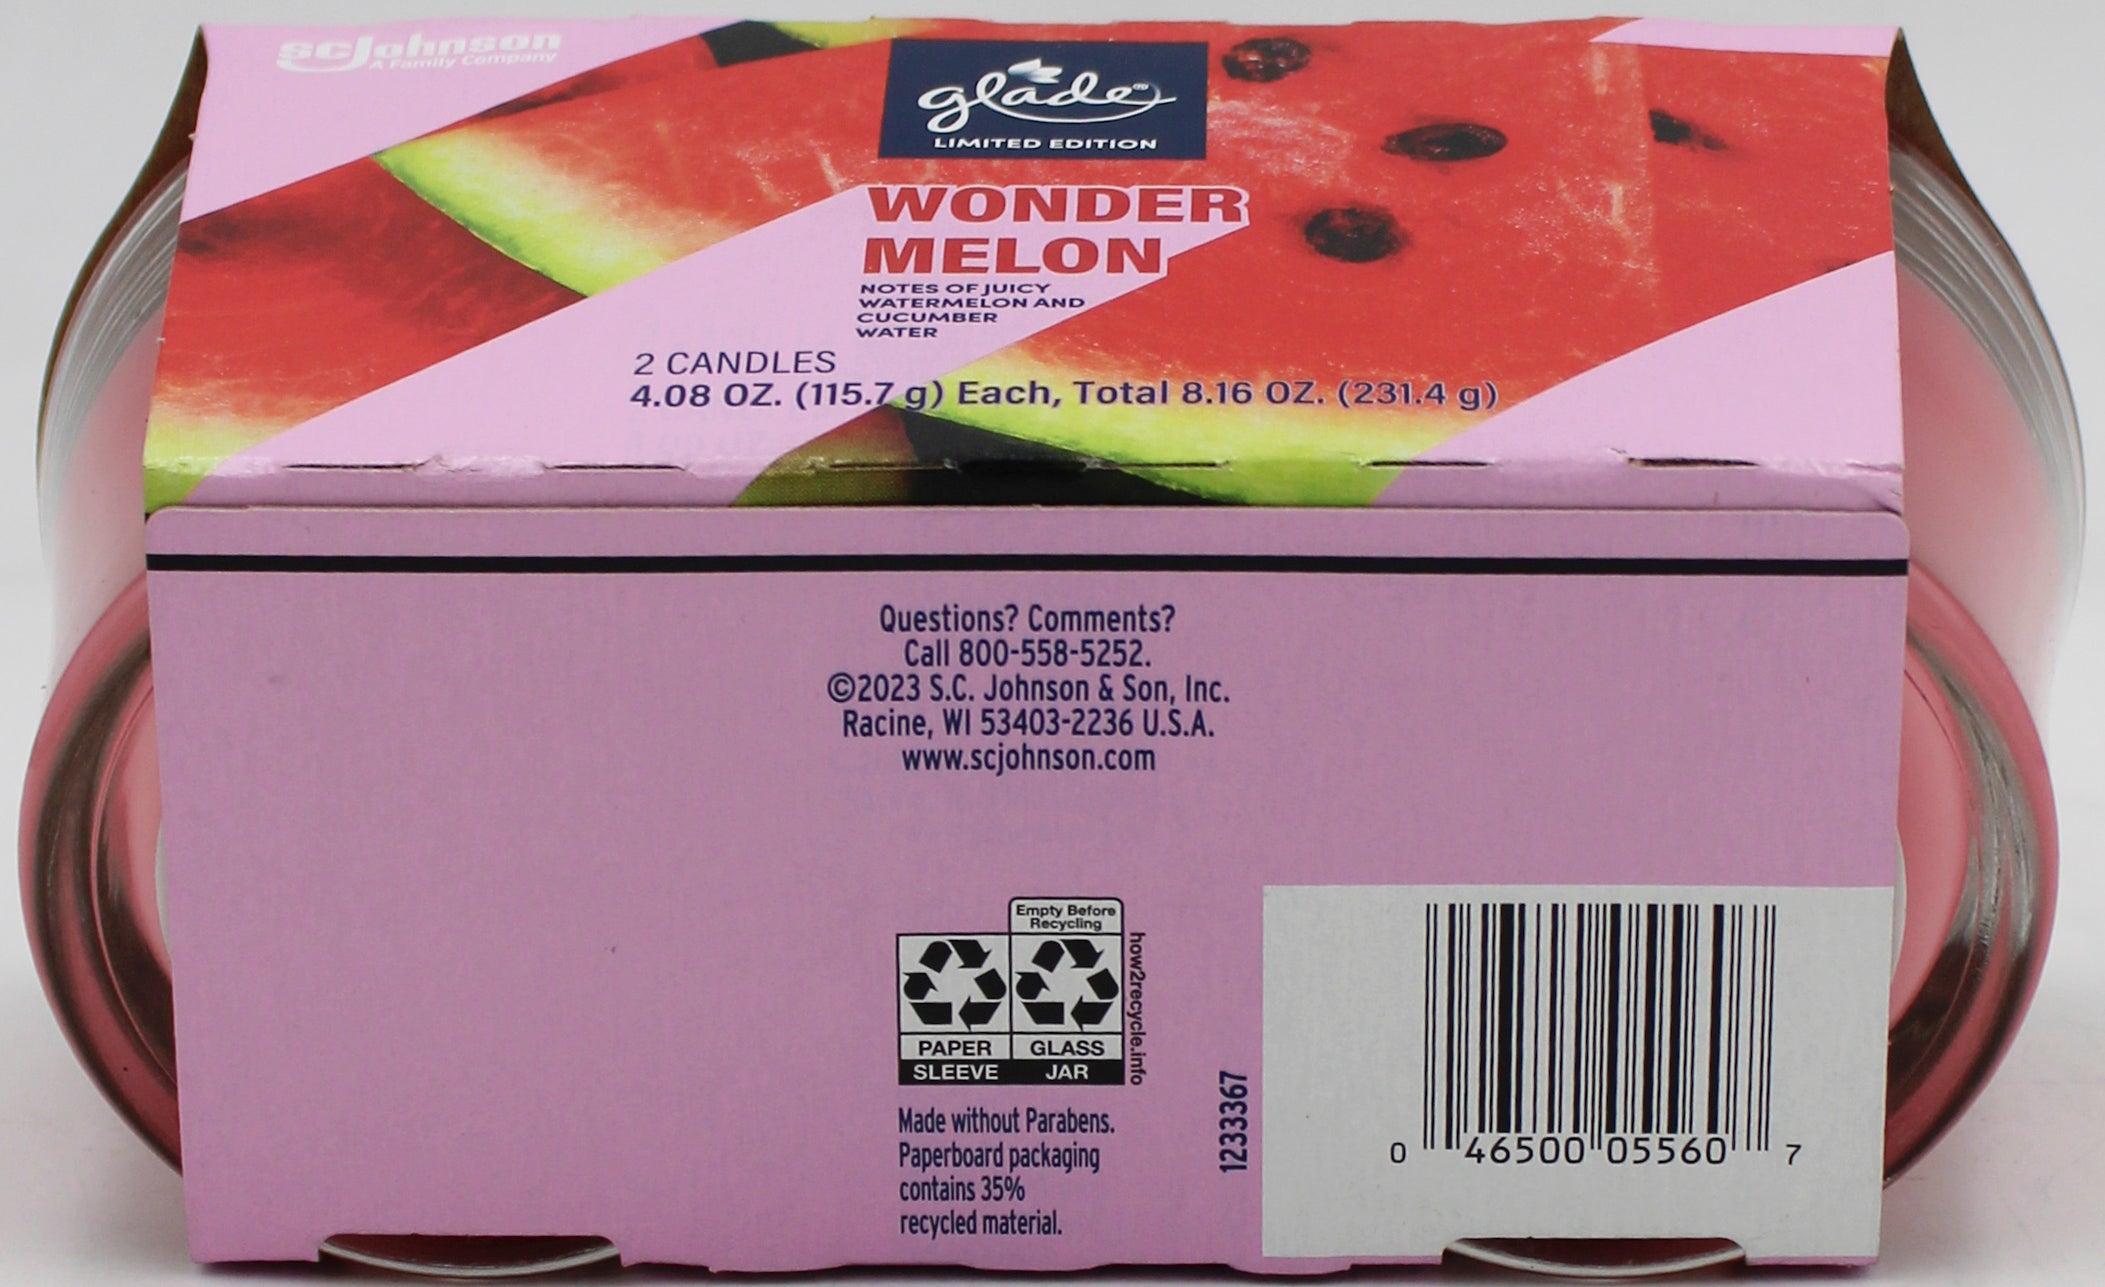 scJohnson
A Family Company
glade®
LIMITED EDITION
WONDER
MELON
NOTES OF JUICY
WATERMELON AND
CUCUMBER
WATER
2 CANDLES
4.08 OZ. (115.7 g) Each, Total 8.16 OZ. (231.4 g)
Questions? Comments?
Call 800-558-5252.
©2023 S.C. Johnson & Son, Inc.
Racine, WI 53403-2236 U.S.A.
www.scjohnson.com
Empty Before
Recycling
PAPER GLASS
SLEEVE JAR
how2recycle.info
Made without Parabens.
Paperboard packaging
contains 35%
recycled material.
1233367
0 46500 05560 7